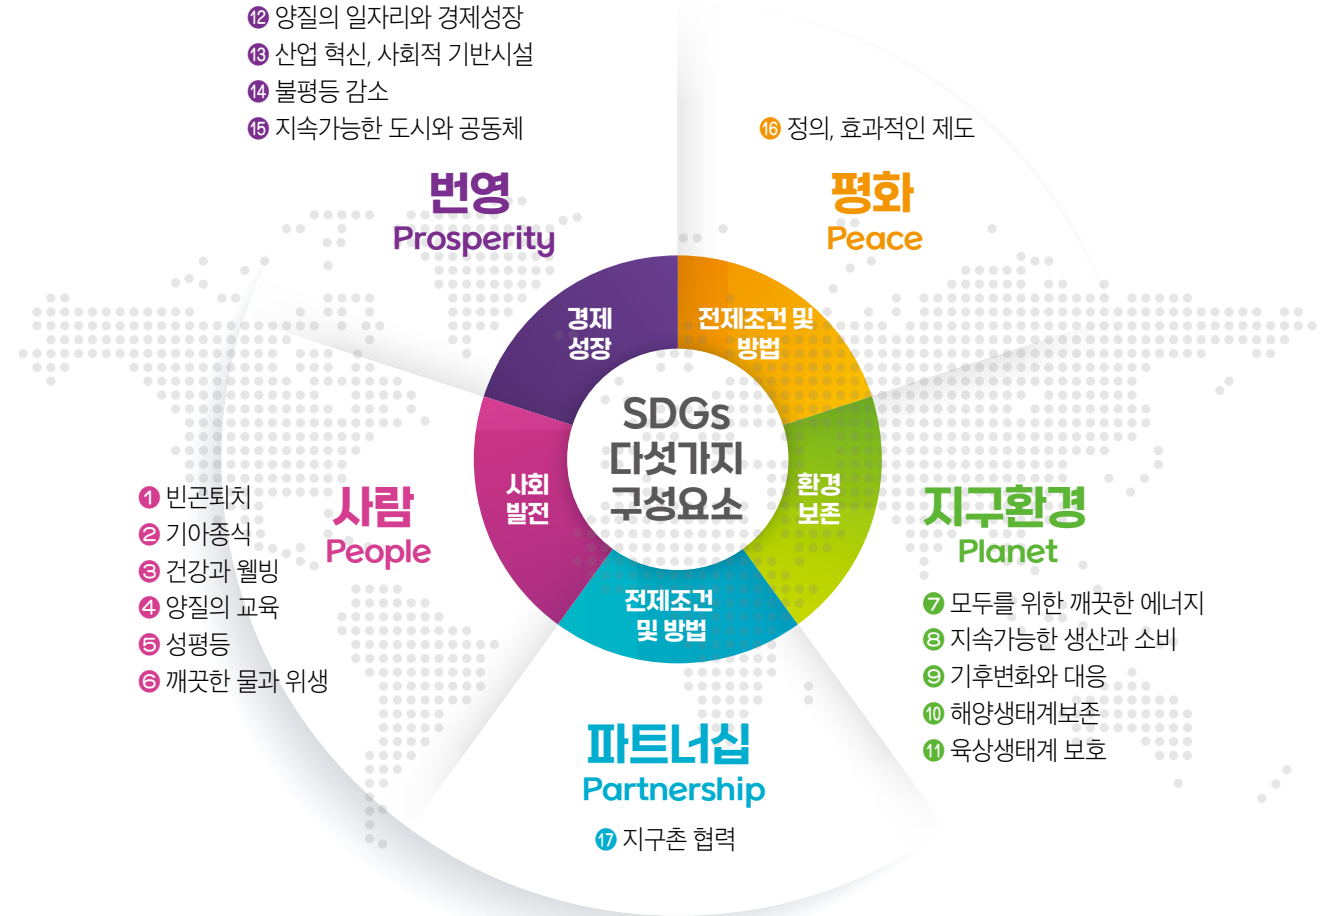 ⑫ 양질의 일자리와 경제성장
⑬ 산업 혁신, 사회적 기반시설
⑭ 불평등 감소
⑮ 지속가능한 도시와 공동체
번영
Prosperity
⑯ 정의, 효과적인 제도
평화
Peace
경제
성장
전제조건 및
방법
SDGs
다섯가지
구성요소
사회
발전
환경
보존
전제조건
및 방법
① 빈곤퇴치
② 기아종식
③ 건강과 웰빙
④ 양질의 교육
⑤ 성평등
⑥ 깨끗한 물과 위생
사람
People
지구환경
Planet
⑦ 모두를 위한 깨끗한 에너지
⑧ 지속가능한 생산과 소비
⑨ 기후변화와 대응
⑩ 해양생태계보존
⑪ 육상생태계 보호
파트너십
Partnership
⑰ 지구촌 협력